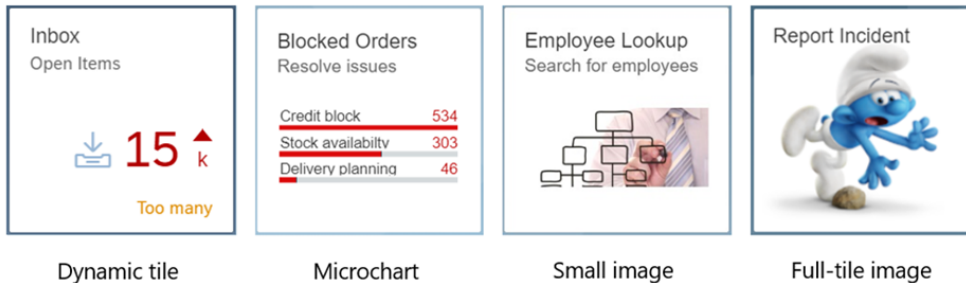 Inbox
Open Items
15 k
Too many
Blocked Orders
Resolve issues
Credit block 534
Stock availability 303
Delivery planning 46
Employee Lookup
Search for employees
Report Incident
Dynamic tile
Microchart
Small image
Full-tile image